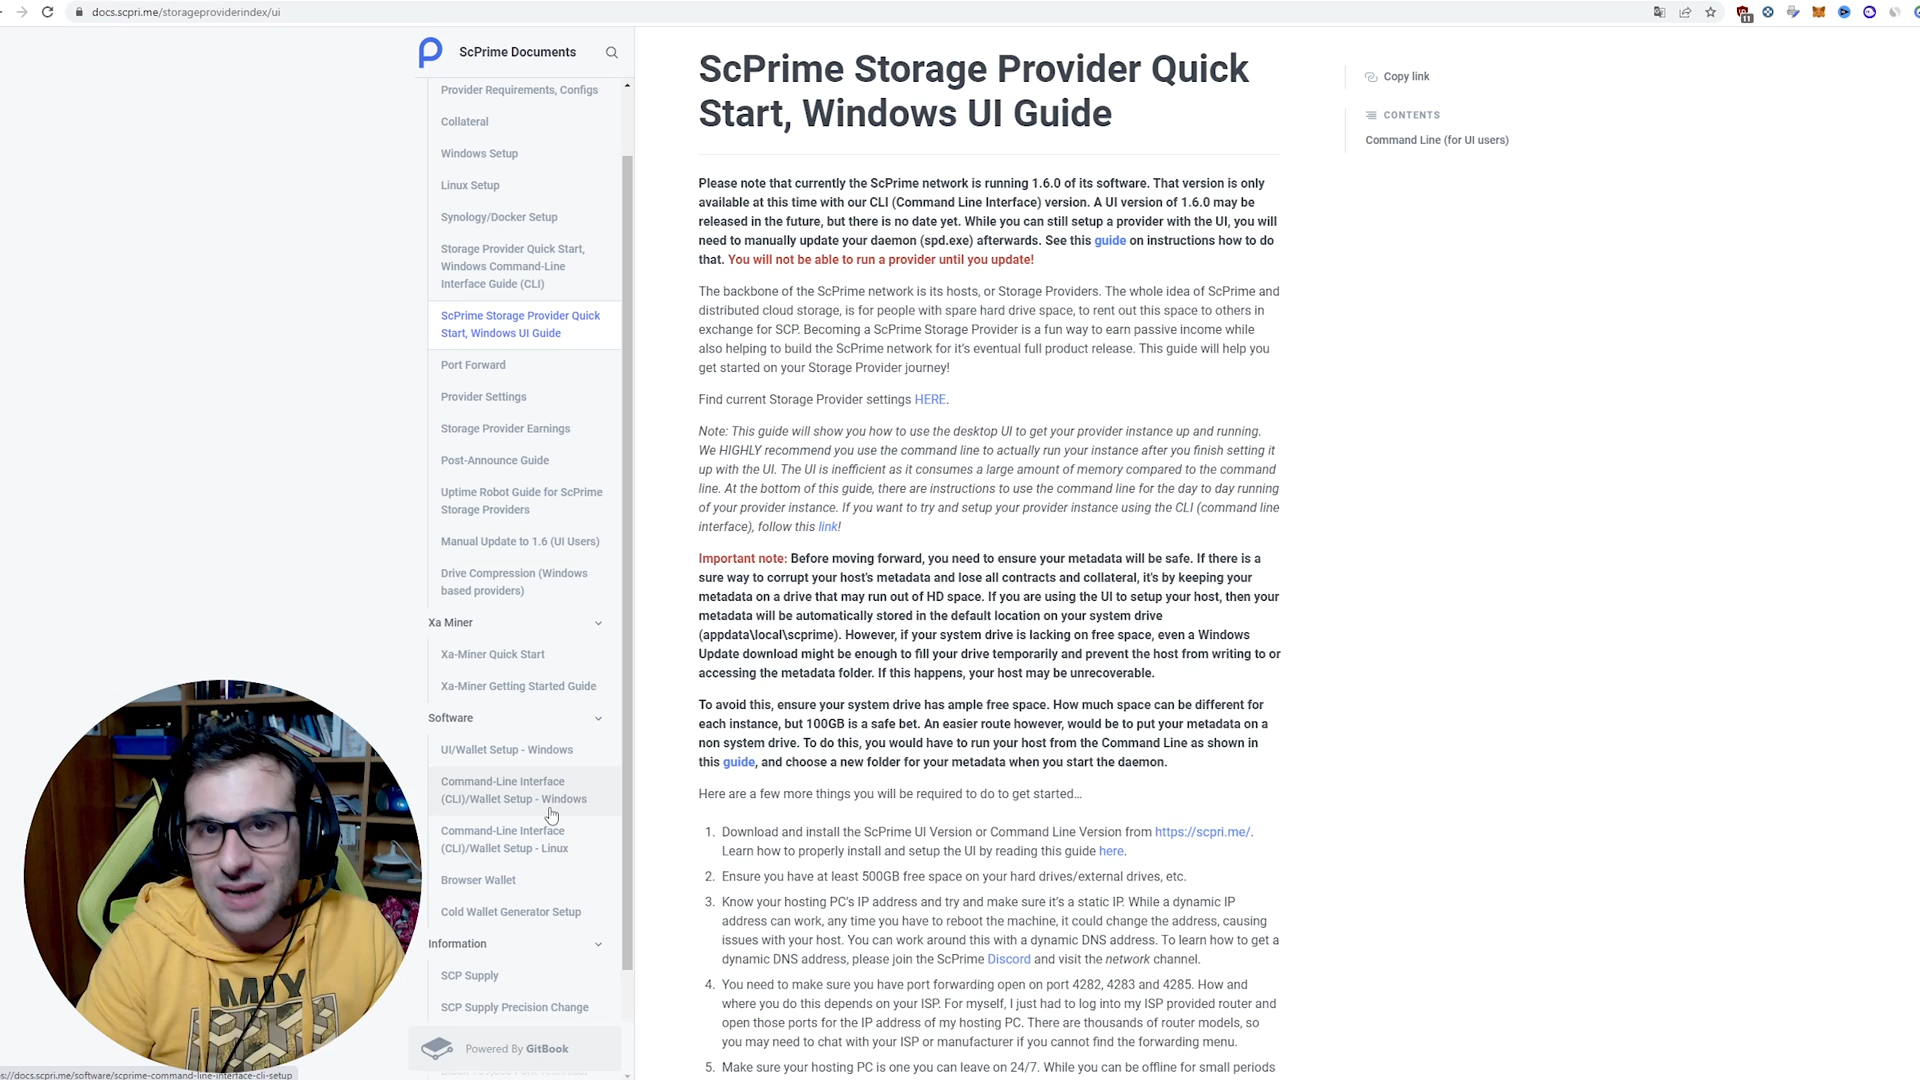 docs.scpri.me/storageproviderindex/ui
11
ScPrime Documents
Provider Requirements, Configs
Collateral
Windows Setup
Linux Setup
Synology/Docker Setup
Storage Provider Quick Start,
Windows Command-Line
Interface Guide (CLI)
ScPrime Storage Provider Quick
Start, Windows UI Guide
Port Forward
Provider Settings
Storage Provider Earnings
Post-Announce Guide
Uptime Robot Guide for ScPrime
Storage Providers
Manual Update to 1.6 (UI Users)
Drive Compression (Windows
based providers)
Xa Miner
Xa-Miner Quick Start
Xa-Miner Getting Started Guide
Software
UI/Wallet Setup - Windows
Command-Line Interface
(CLI)/Wallet Setup - Windows
Command-Line Interface
(CLI)/Wallet Setup - Linux
Browser Wallet
Cold Wallet Generator Setup
Information
SCP Supply
SCP Supply Precision Change
Powered By GitBook
s://docs.scpri.me/software/scprime-command-line-interface-cli-setup
MIX
ScPrime Storage Provider Quick
Start, Windows UI Guide
Please note that currently the ScPrime network is running 1.6.0 of its software. That version is only
available at this time with our CLI (Command Line Interface) version. A UI version of 1.6.0 may be
released in the future, but there is no date yet. While you can still setup a provider with the UI, you will
need to manually update your daemon (spd.exe) afterwards. See this guide on instructions how to do
that. You will not be able to run a provider until you update!
The backbone of the ScPrime network is its hosts, or Storage Providers. The whole idea of ScPrime and
distributed cloud storage, is for people with spare hard drive space, to rent out this space to others in
exchange for SCP. Becoming a ScPrime Storage Provider is a fun way to earn passive income while
also helping to build the ScPrime network for it's eventual full product release. This guide will help you
get started on your Storage Provider journey!
Find current Storage Provider settings HERE.
Note: This guide will show you how to use the desktop UI to get your provider instance up and running.
We HIGHLY recommend you use the command line to actually run your instance after you finish setting it
up with the UI. The UI is inefficient as it consumes a large amount of memory compared to the command
line. At the bottom of this guide, there are instructions to use the command line for the day to day running
of your provider instance. If you want to try and setup your provider instance using the CLI (command line
interface), follow this link!
Important note: Before moving forward, you need to ensure your metadata will be safe. If there is a
sure way to corrupt your host's metadata and lose all contracts and collateral, it's by keeping your
metadata on a drive that may run out of HD space. If you are using the UI to setup your host, then your
metadata will be automatically stored in the default location on your system drive
(appdata\local\scprime). However, if your system drive is lacking on free space, even a Windows
Update download might be enough to fill your drive temporarily and prevent the host from writing to or
accessing the metadata folder. If this happens, your host may be unrecoverable.
To avoid this, ensure your system drive has ample free space. How much space can be different for
each instance, but 100GB is a safe bet. An easier route however, would be to put your metadata on a
non system drive. To do this, you would have to run your host from the Command Line as shown in
this guide, and choose a new folder for your metadata when you start the daemon.
Here are a few more things you will be required to do to get started...
1. Download and install the ScPrime UI Version or Command Line Version from https://scpri.me/.
Learn how to properly install and setup the UI by reading this guide here.
2. Ensure you have at least 500GB free space on your hard drives/external drives, etc.
3. Know your hosting PC's IP address and try and make sure it's a static IP. While a dynamic IP
address can work, any time you have to reboot the machine, it could change the address, causing
issues with your host. You can work around this with a dynamic DNS address. To learn how to get a
dynamic DNS address, please join the ScPrime Discord and visit the network channel.
4. You need to make sure you have port forwarding open on port 4282, 4283 and 4285. How and
where you do this depends on your ISP. For myself, I just had to log into my ISP provided router and
open those ports for the IP address of my hosting PC. There are thousands of router models, so
you may need to chat with your ISP or manufacturer if you cannot find the forwarding menu.
5. Make sure your hosting PC is one you can leave on 24/7. While you can be offline for small periods
Copy link
CONTENTS
Command Line (for UI users)